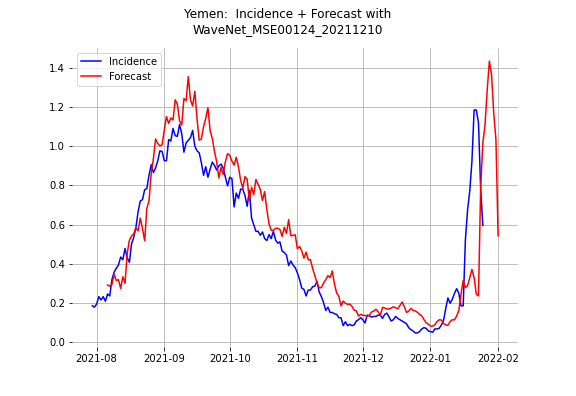 Yemen:  Incidence + Forecast with
WaveNet_MSE00124_20211210
Incidence
Forecast
1.4
1.2
1.0
0.8
0.6
0.4
0.2
0.0
2021-08 2021-09 2021-10 2021-11 2021-12 2022-01 2022-02